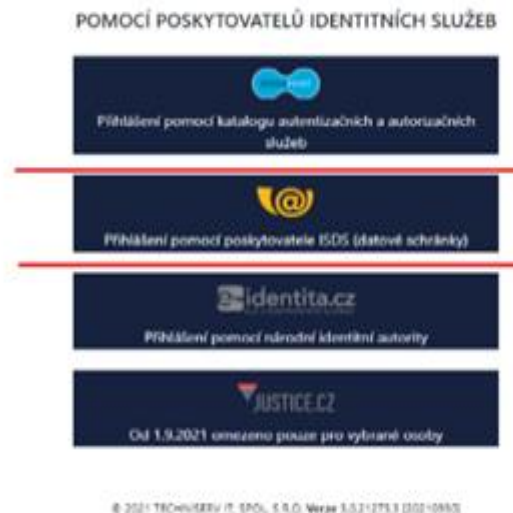 POMOCÍ POSKYTOVATELŮ IDENTITNÍCH SLUŽEB
Přihlášení pomocí katalogu autentizačních a autorizačních
služeb
Přihlášení pomocí poskytovatele ISDS (datové schránky)
e-identita.cz
Přihlášení pomocí národní identitní autority
JUSTICE.CZ
Od 1.9.2021 omezeno pouze pro vybrané osoby
© 2021 TECHNISERV IT, SPOL. S R.O. Verze